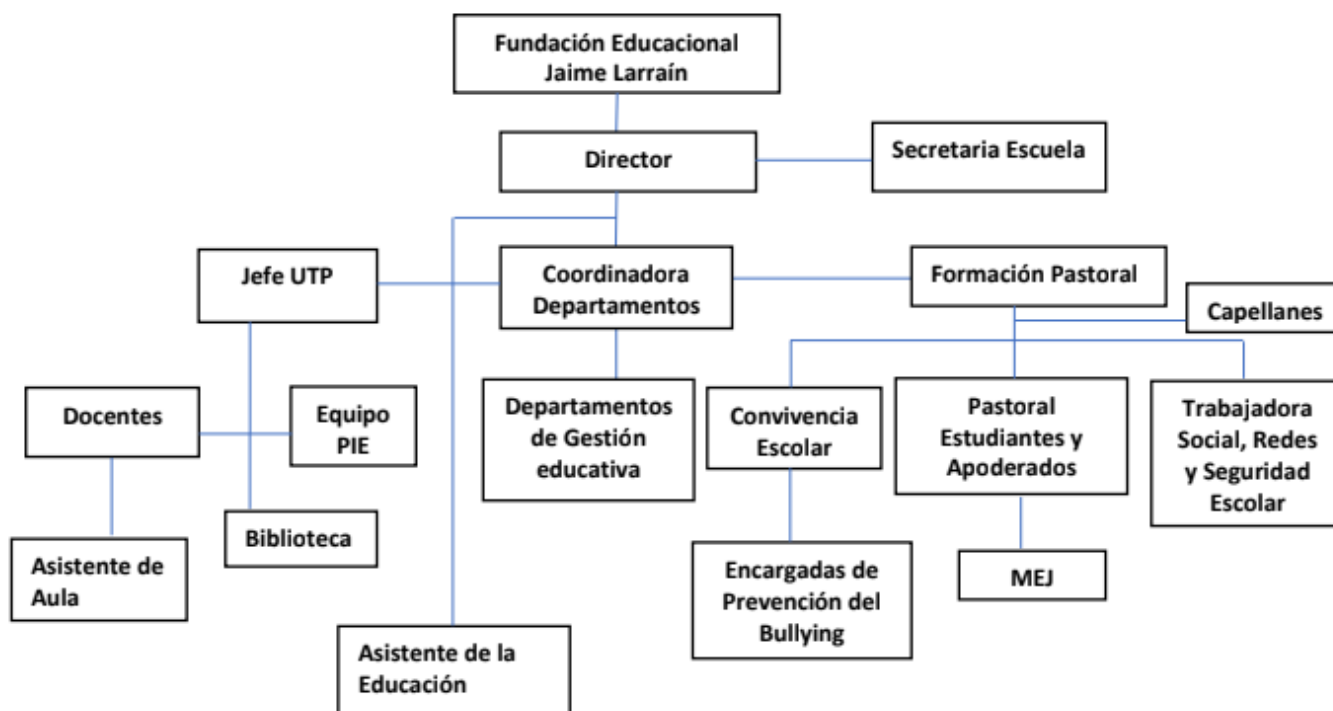 Fundación Educacional
Jaime Larraín
Director
Secretaria Escuela
Jefe UTP
Coordinadora
Departamentos
Formación Pastoral
Capellanes
Docentes
Equipo
PIE
Departamentos
de Gestión
educativa
Convivencia
Escolar
Pastoral
Estudiantes y
Apoderados
Trabajadora
Social, Redes
y Seguridad
Escolar
Biblioteca
Asistente de
Aula
Encargadas de
Prevención del
Bullying
MEJ
Asistente de la
Educación